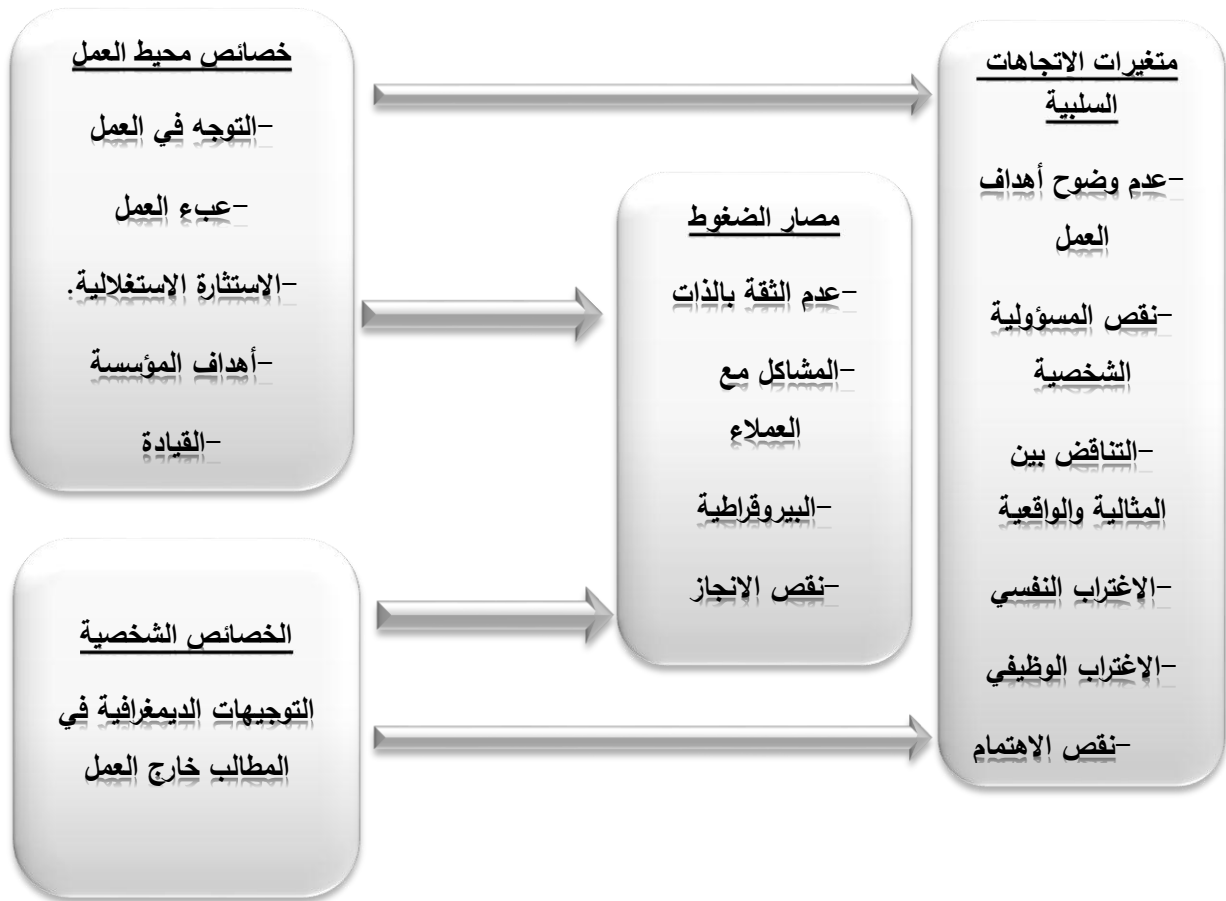 خصائص محيط العمل
-التوجه في العمل
-عبء العمل
-الاستثارة الاستغلالية.
-أهداف المؤسسة
-القيادة
الخصائص الشخصية
التوجيهات الديمغرافية في
المطالب خارج العمل
مصار الضغوط
-عدم الثقة بالذات
-المشاكل مع
العملاء
-البيروقراطية
-نقص الانجاز
متغيرات الاتجاهات
السلبية
-عدم وضوح أهداف
العمل
-نقص المسؤولية
الشخصية
-التناقض بين
المثالية والواقعية
-الاغتراب النفسي
-الاغتراب الوظيفي
-نقص الاهتمام